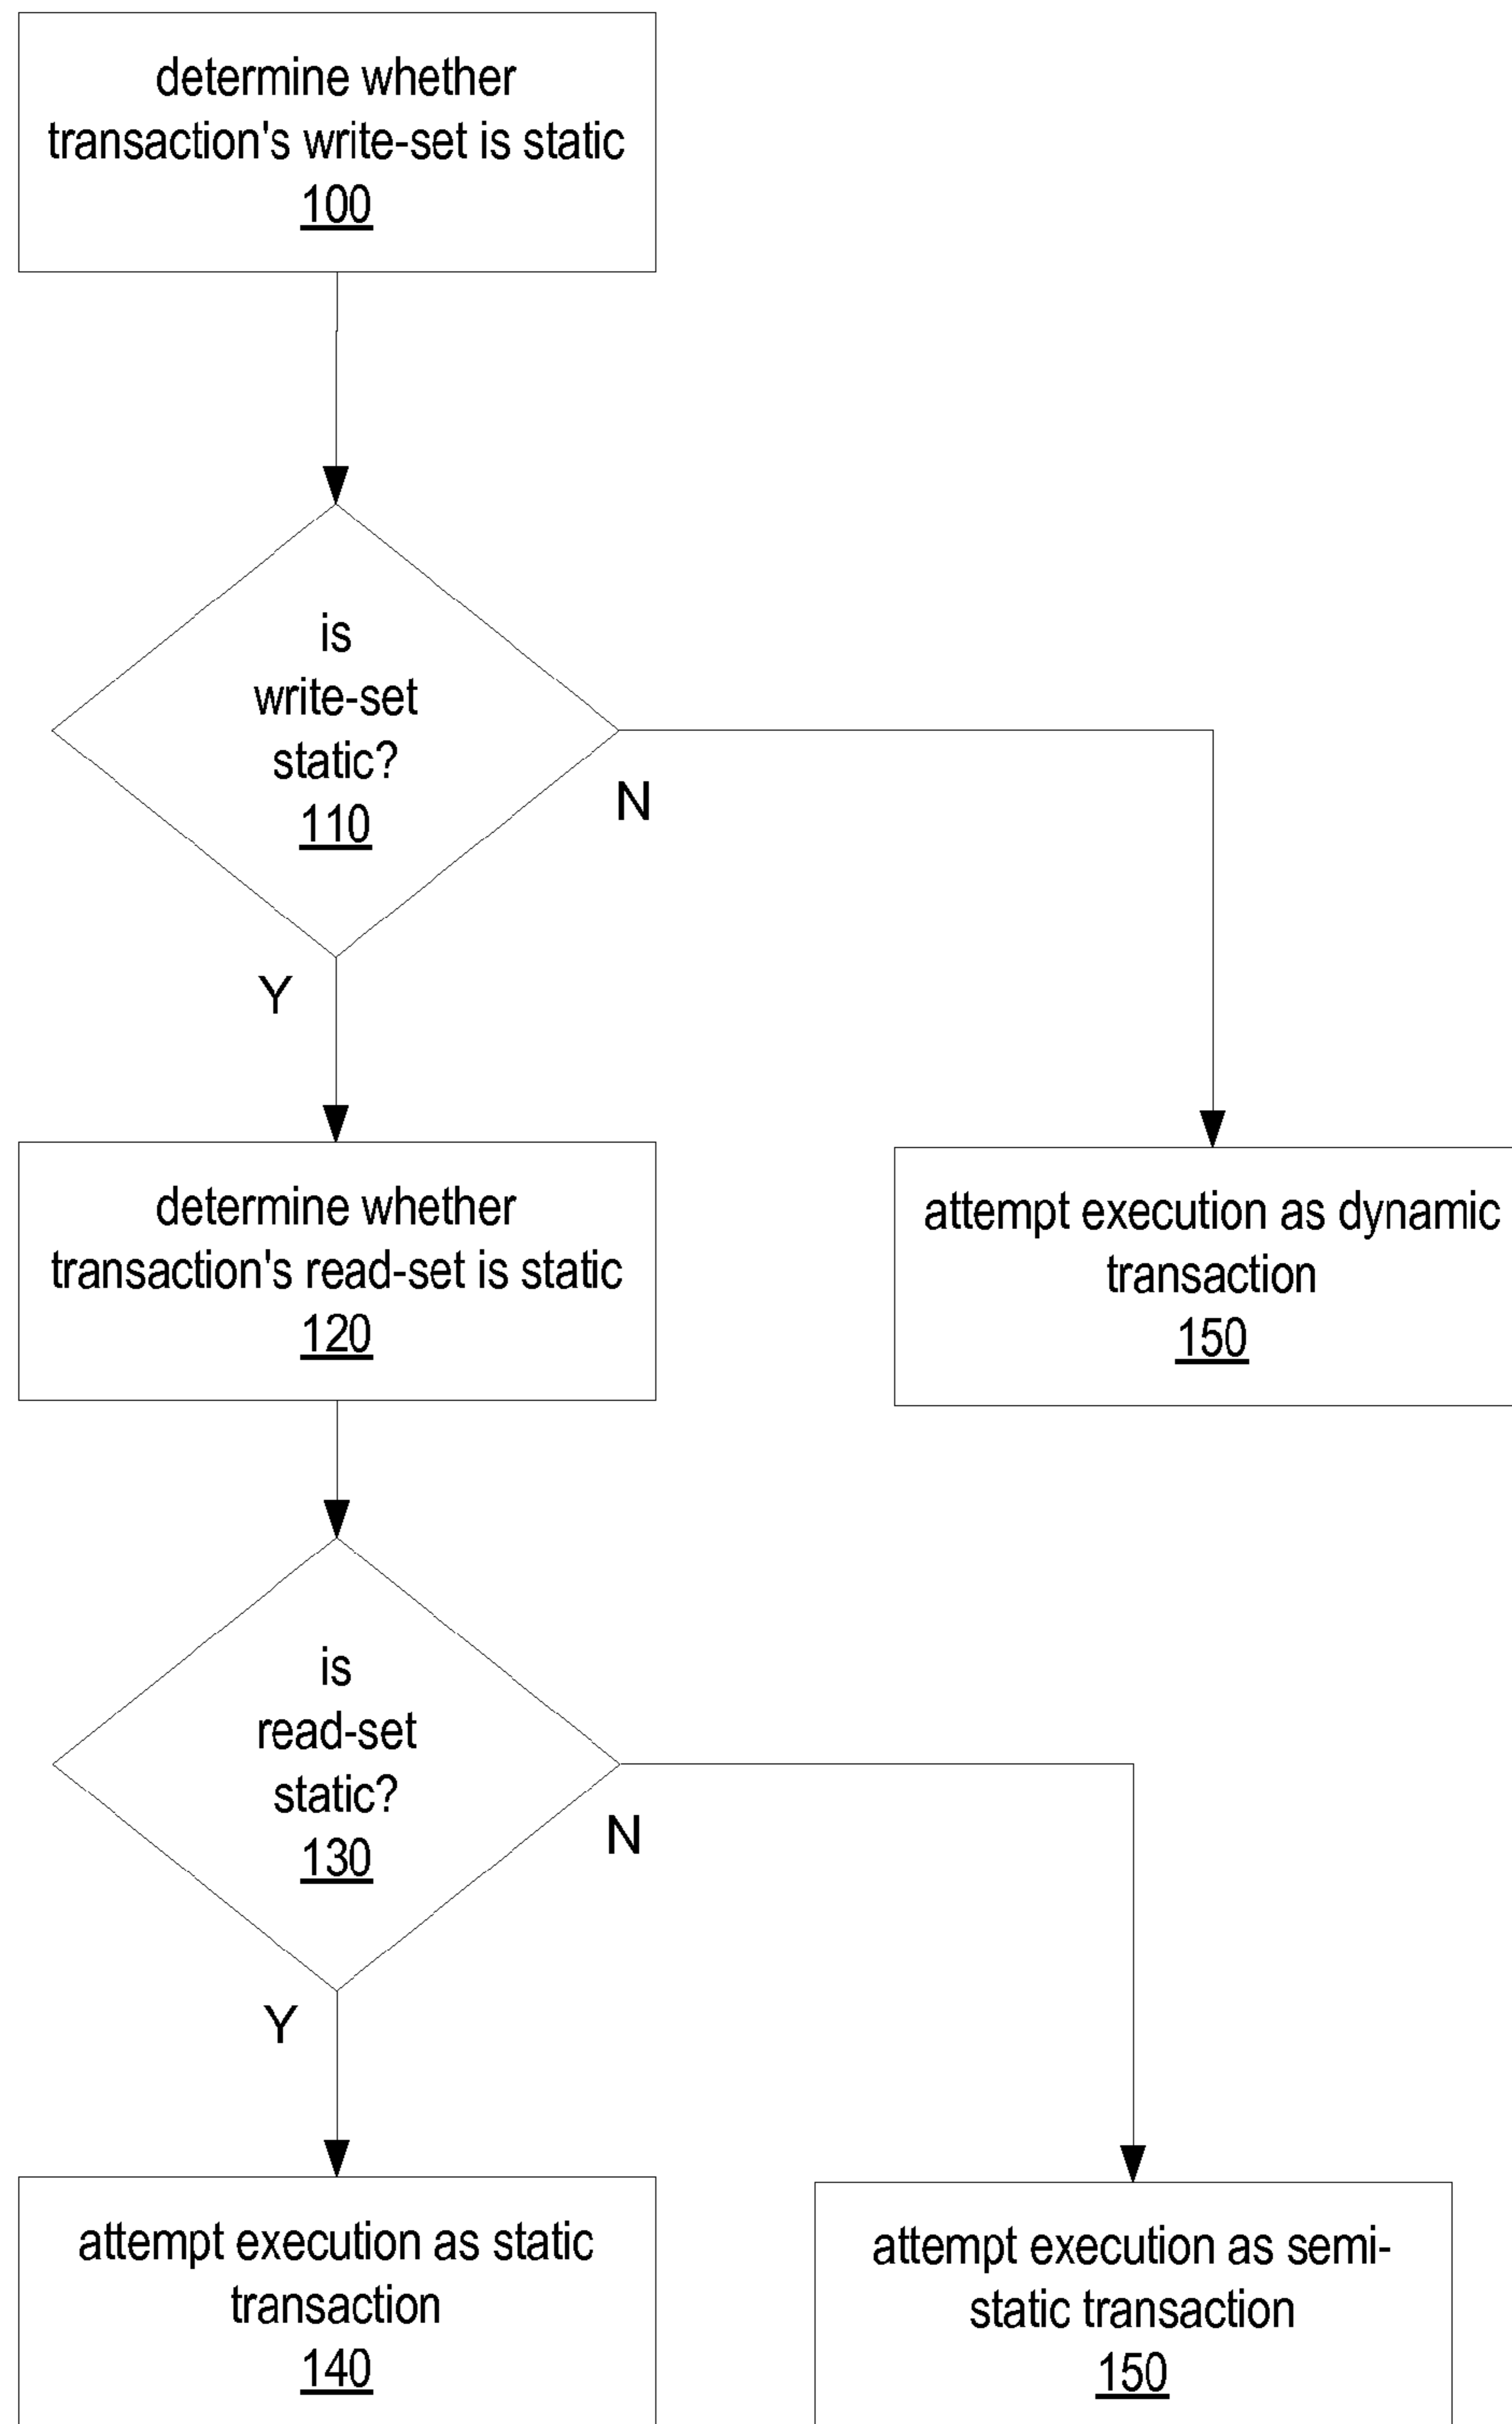 determine whether
transaction's write-set is static
100
is
write-set
static?
110
N
Y
determine whether
transaction's read-set is static
120
attempt execution as dynamic
transaction
150
is
read-set
static?
130
N
Y
attempt execution as static
transaction
140
attempt execution as semi-
static transaction
150